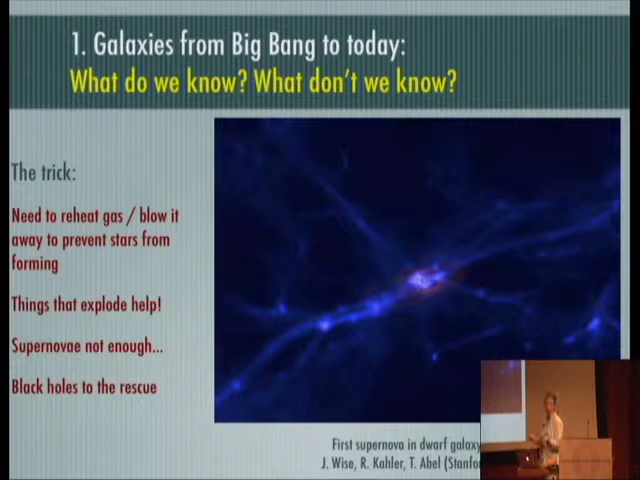 1. Galaxies from Big Bang to today:
What do we know? What don't we know?
The trick:
Need to reheat gas / blow it
away to prevent stars from
forming
Things that explode help!
Supernovae not enough...
Black holes to the rescue
First supernova in dwarf galaxy
J. Wise, R. Kahler, T. Abel (Stanf